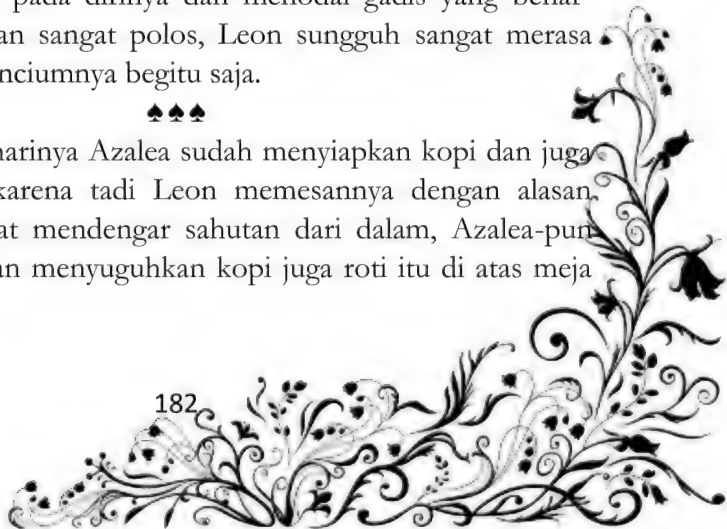 pada dirinya dan menodai gadis yang benar-
an sangat polos, Leon sungguh sangat merasa
nciumnya begitu saja.
♠♠♠
harinya Azalea sudah menyiapkan kopi dan juga
karena tadi Leon memesannya dengan alasan
at mendengar sahutan dari dalam, Azalea-pun
an menyuguhkan kopi juga roti itu di atas meja
182